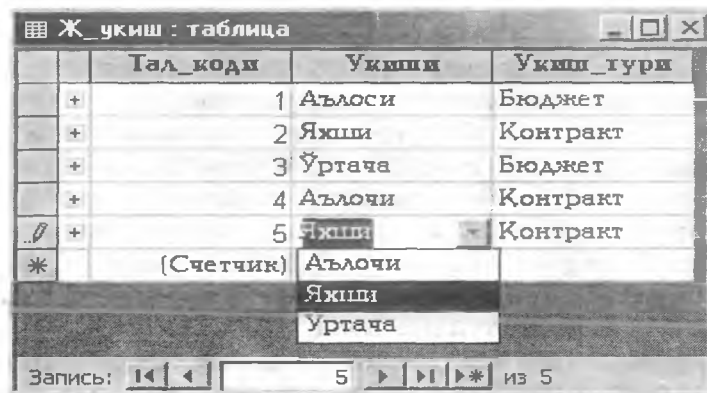 Ж_укиш : таблица
Тал_коди Укиши Укиш_тури
+ 1 Аълоси Бюджет
+ 2 Яхши Контракт
+ 3 Ўртача Бюджет
+ 4 Аълочи Контракт
+ 5 Яхши Контракт
(Счетчик) Аълочи
Яхши
Уртача
Запись: 5 из 5